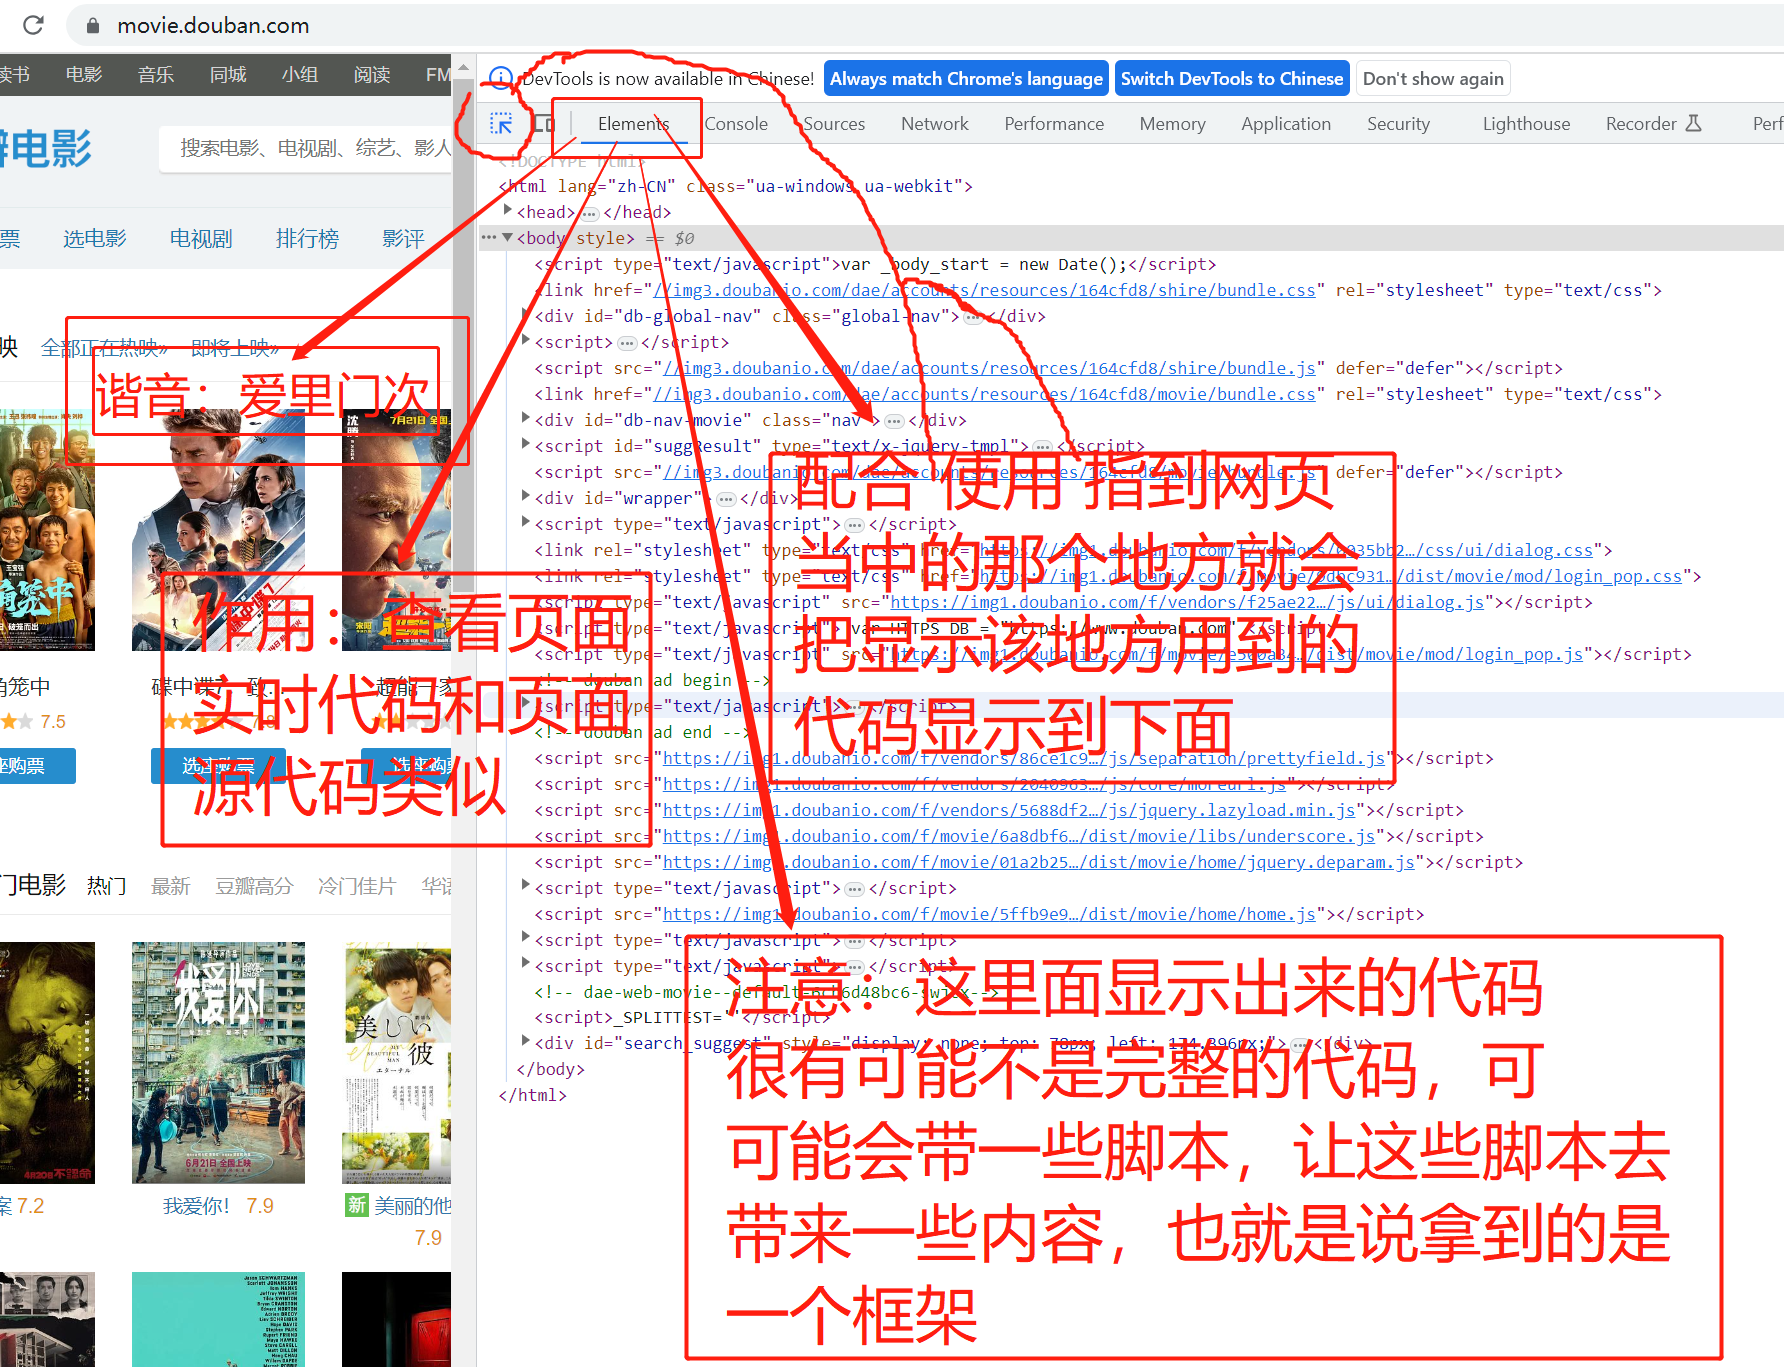 movie.douban.com
读书 电影 音乐 同城 小组 阅读 FM
DevTools is now available in Chinese! Always match Chrome's language Switch DevTools to Chinese Don't show again
Elements Console Sources Network Performance Memory Application Security Lighthouse Recorder Perf
电影
搜索电影、电视剧、综艺、影人
票 选电影 电视剧 排行榜 影评
映 全部正在热映» 即将上映»
谐音：爱里门次
<!DOCTYPE html>
<html lang="zh-CN" class="ua-windows ua-webkit">
<head>…</head>
<body style> == $0
<script type="text/javascript">var _body_start = new Date();</script>
<link href="//img3.doubanio.com/dae/accounts/resources/164cfd8/shire/bundle.css" rel="stylesheet" type="text/css">
<div id="db-global-nav" class="global-nav">…</div>
<script>…</script>
<script src="//img3.doubanio.com/dae/accounts/resources/164cfd8/shire/bundle.js" defer="defer"></script>
<link href="//img3.doubanio.com/dae/accounts/resources/164cfd8/movie/bundle.css" rel="stylesheet" type="text/css">
<div id="db-nav-movie" class="nav">…</div>
<script id="suggResult" type="text/x-jquery-tmpl">…</script>
<script src="//img3.doubanio.com/dae/accounts/resources/164cfd8/movie/bundle.js" defer="defer"></script>
<div id="wrapper">…</div>
<script type="text/javascript">…</script>
<link rel="stylesheet" type="text/css" href="https://img1.doubanio.com/f/vendors/0035bb2…/css/ui/dialog.css">
<link rel="stylesheet" type="text/css" href="https://img1.doubanio.com/f/movie/9dbc931…/dist/movie/mod/login_pop.css">
<script type="text/javascript" src="https://img1.doubanio.com/f/vendors/f25ae22…/js/ui/dialog.js"></script>
<script type="text/javascript" src="https://img1.doubanio.com/f/movie/e500a34…/dist/movie/mod/login_pop.js"></script>
<!-- douban ad begin -->
<script type="text/javascript">…</script>
<!-- douban ad end -->
<script src="https://img1.doubanio.com/f/vendors/86ce1c9…/js/separation/prettyfield.js"></script>
<script src="https://img1.doubanio.com/f/vendors/2040963…/js/core/moreurl.js"></script>
<script src="https://img1.doubanio.com/f/vendors/5688df2…/js/jquery.lazyload.min.js"></script>
<script src="https://img1.doubanio.com/f/movie/6a8dbf6…/dist/movie/libs/underscore.js"></script>
<script src="https://img1.doubanio.com/f/movie/01a2b25…/dist/movie/home/jquery.deparam.js"></script>
<script type="text/javascript">…</script>
<script src="https://img1.doubanio.com/f/movie/5ffb9e9…/dist/movie/home/home.js"></script>
<script type="text/javascript">…</script>
<script type="text/javascript">…</script>
<script>_SPLITTEST=''</script>
<div id="search_suggest" style="display: none; top: 78px; left: 174.396px;">…</div>
</body>
</html>
配合 使用 指到网页
当中的那个地方就会
把显示该地方用到的
代码显示到下面
作用：查看页面
实时代码和页面
源代码类似
角笼中 碟中谍7：致… 超能一家
7.5 7.8
座购票 选座购票 选座购票
门电影 热门 最新 豆瓣高分 冷门佳片 华语
我爱你!
6月21日 全国上映
美しい彼
案 7.2 我爱你！ 7.9 新 美丽的他
7.9
注意：这里面显示出来的代码
很有可能不是完整的代码，可
可能会带一些脚本，让这些脚本去
带来一些内容，也就是说拿到的是
一个框架